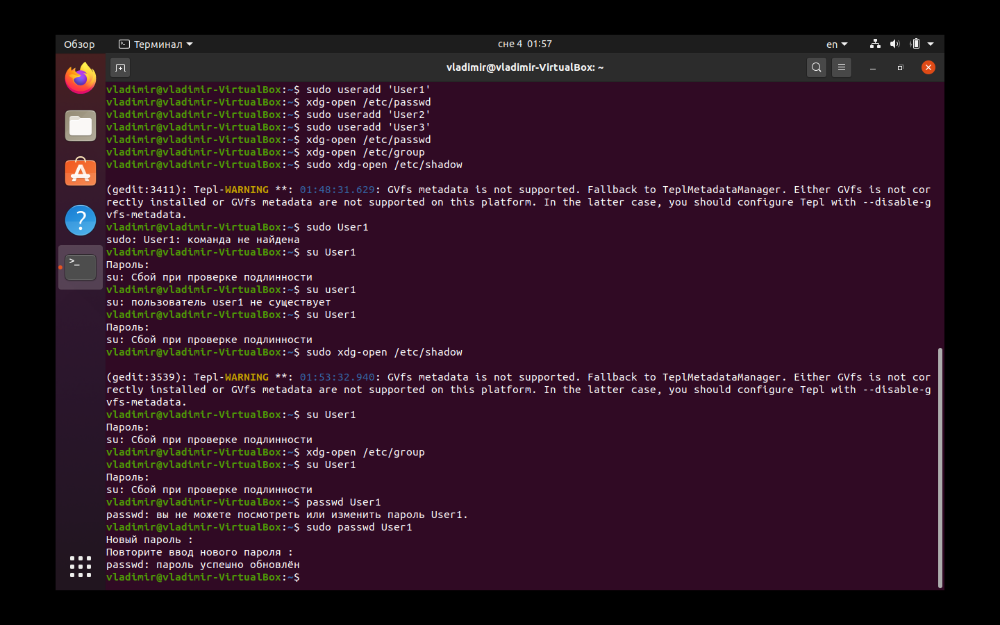 Обзор
Терминал
сне 4 01:57
en
vladimir@vladimir-VirtualBox: ~
vladimir@vladimir-VirtualBox:~$ sudo useradd 'User1'
vladimir@vladimir-VirtualBox:~$ xdg-open /etc/passwd
vladimir@vladimir-VirtualBox:~$ sudo useradd 'User2'
vladimir@vladimir-VirtualBox:~$ sudo useradd 'User3'
vladimir@vladimir-VirtualBox:~$ xdg-open /etc/passwd
vladimir@vladimir-VirtualBox:~$ xdg-open /etc/group
vladimir@vladimir-VirtualBox:~$ sudo xdg-open /etc/shadow
(gedit:3411): Tepl-WARNING **: 01:48:31.629: GVfs metadata is not supported. Fallback to TeplMetadataManager. Either GVfs is not cor
rectly installed or GVfs metadata are not supported on this platform. In the latter case, you should configure Tepl with --disable-g
vfs-metadata.
vladimir@vladimir-VirtualBox:~$ sudo User1
sudo: User1: команда не найдена
vladimir@vladimir-VirtualBox:~$ su User1
Пароль:
su: Сбой при проверке подлинности
vladimir@vladimir-VirtualBox:~$ su user1
su: пользователь user1 не существует
vladimir@vladimir-VirtualBox:~$ su User1
Пароль:
su: Сбой при проверке подлинности
vladimir@vladimir-VirtualBox:~$ sudo xdg-open /etc/shadow
(gedit:3539): Tepl-WARNING **: 01:53:32.940: GVfs metadata is not supported. Fallback to TeplMetadataManager. Either GVfs is not cor
rectly installed or GVfs metadata are not supported on this platform. In the latter case, you should configure Tepl with --disable-g
vfs-metadata.
vladimir@vladimir-VirtualBox:~$ su User1
Пароль:
su: Сбой при проверке подлинности
vladimir@vladimir-VirtualBox:~$ xdg-open /etc/group
vladimir@vladimir-VirtualBox:~$ su User1
Пароль:
su: Сбой при проверке подлинности
vladimir@vladimir-VirtualBox:~$ passwd User1
passwd: вы не можете посмотреть или изменить пароль User1.
vladimir@vladimir-VirtualBox:~$ sudo passwd User1
Новый пароль :
Повторите ввод нового пароля :
passwd: пароль успешно обновлён
vladimir@vladimir-VirtualBox:~$